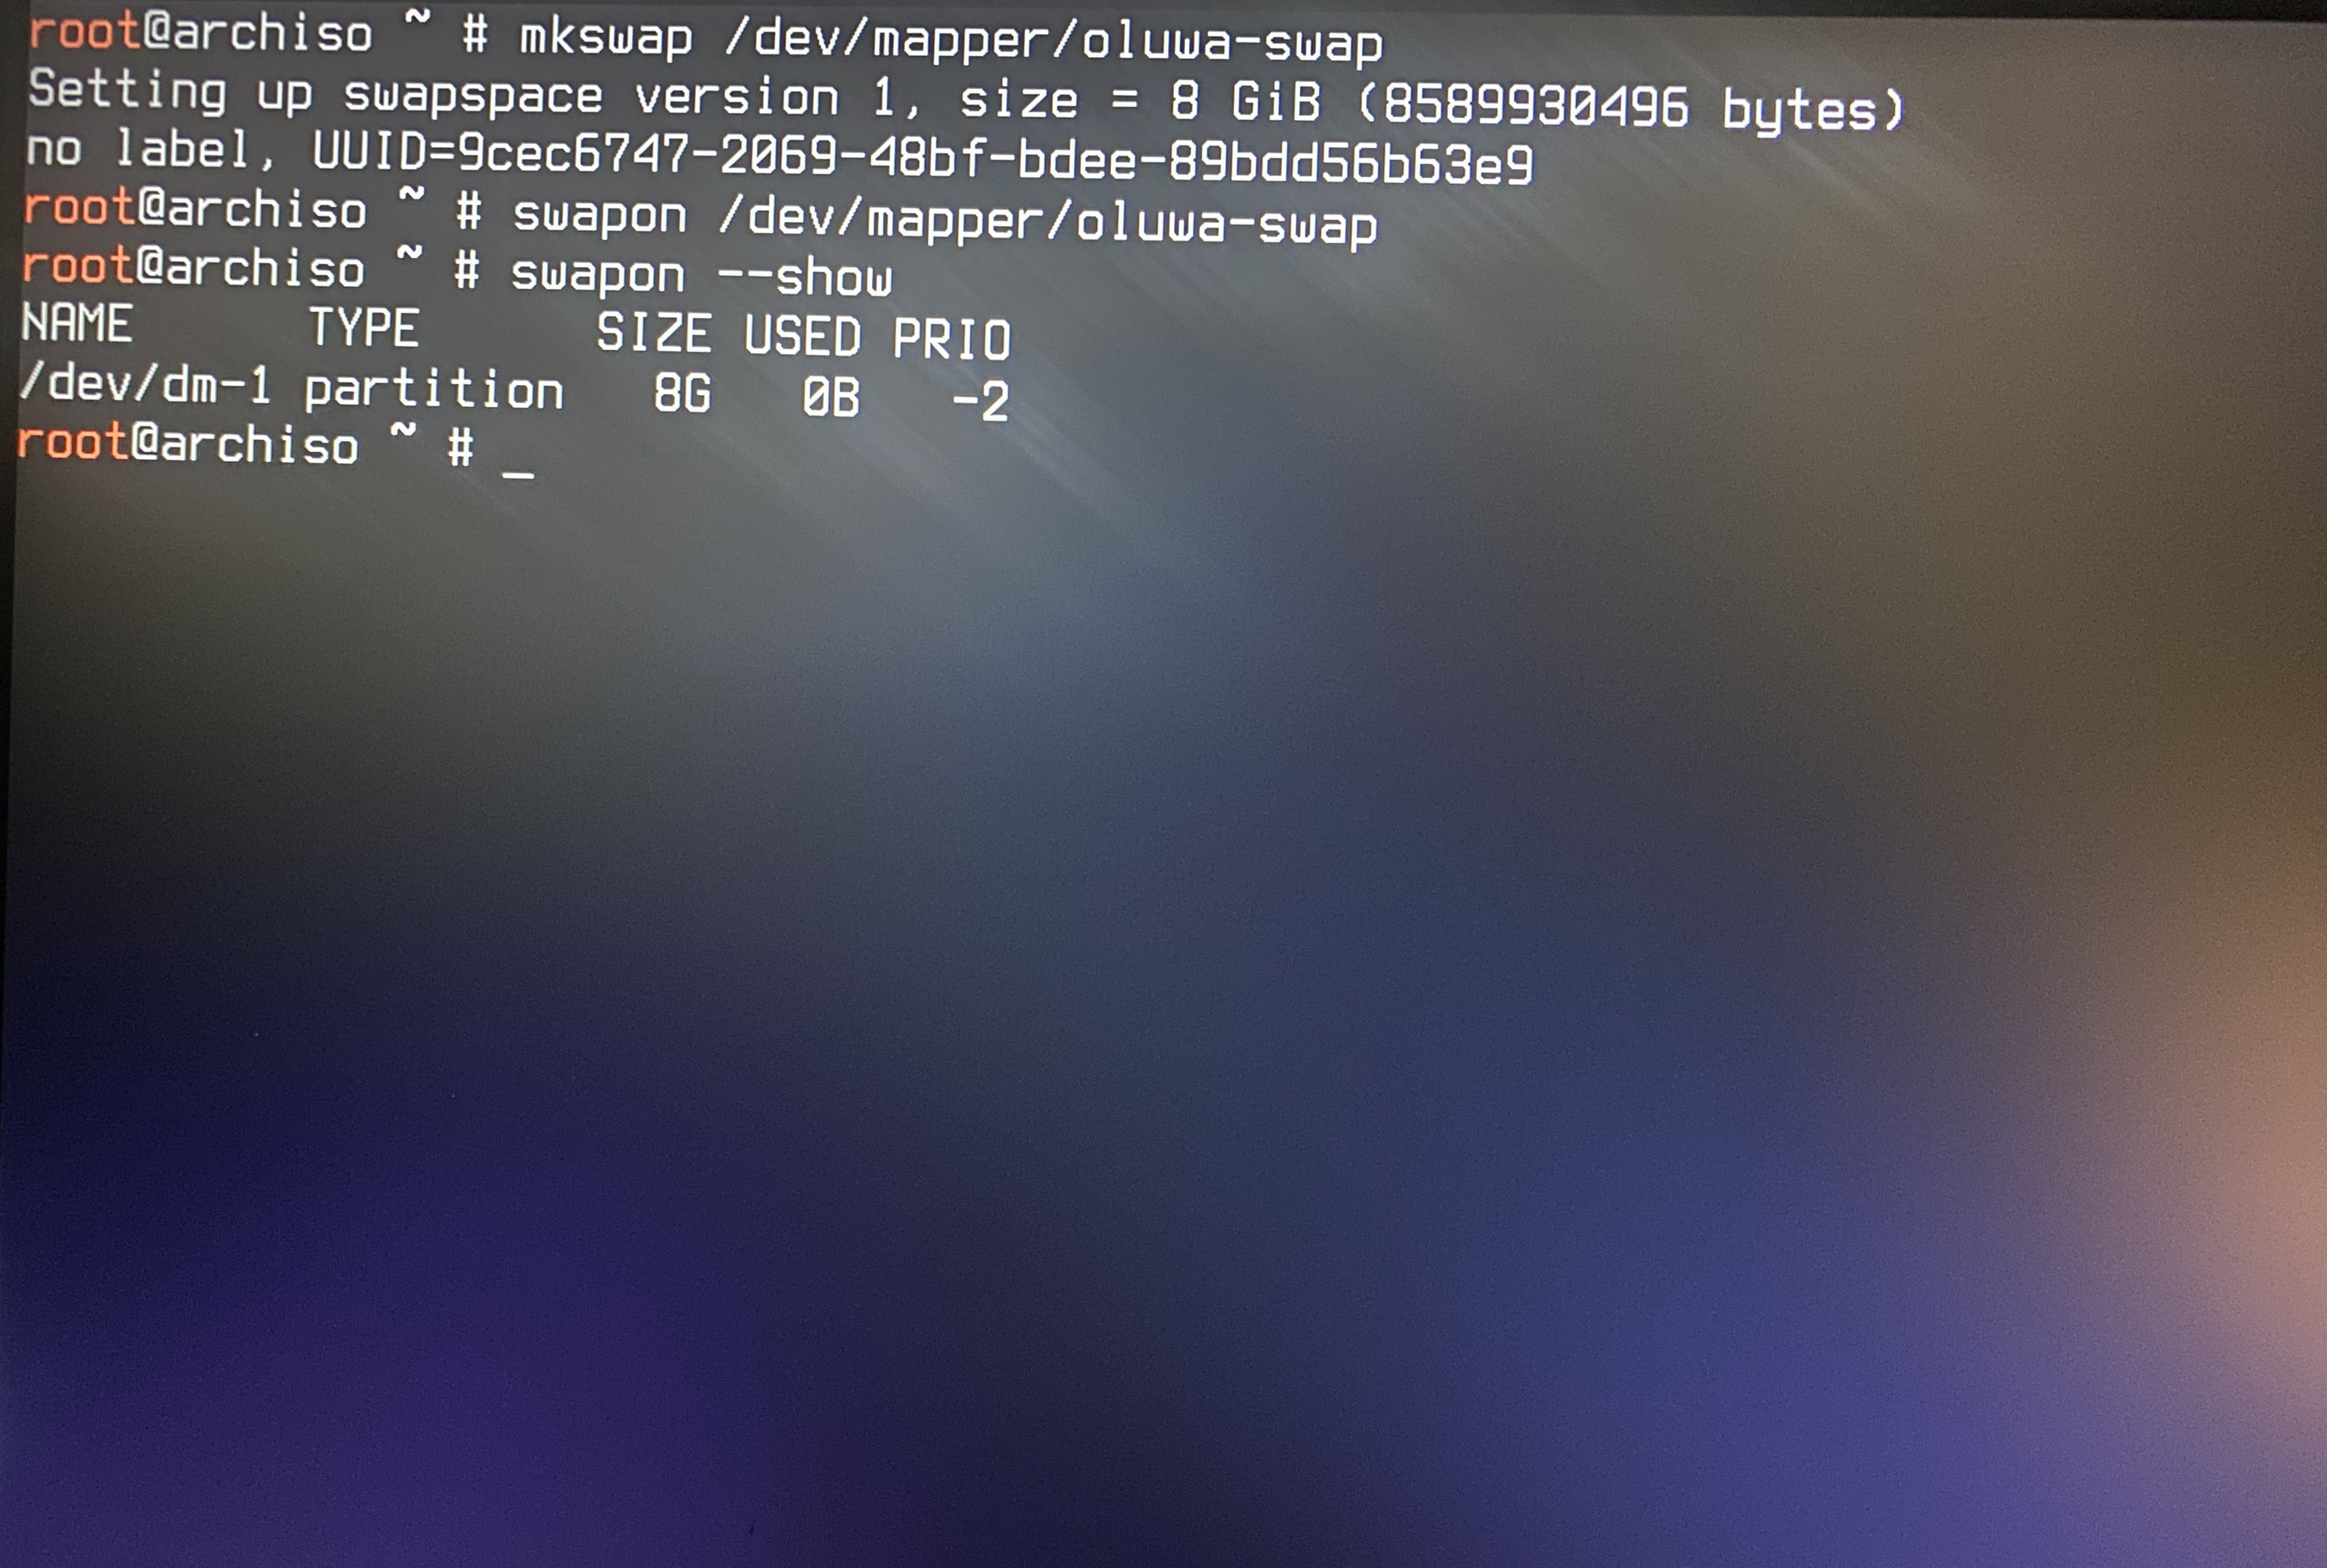 root@archiso ~ # mkswap /dev/mapper/oluwa-swap
Setting up swapspace version 1, size = 8 GiB (8589930496 bytes)
no label, UUID=9cec6747-2069-48bf-bdee-89bdd56b63e9
root@archiso ~ # swapon /dev/mapper/oluwa-swap
root@archiso ~ # swapon --show
NAME      TYPE      SIZE USED PRIO
/dev/dm-1 partition   8G   0B   -2
root@archiso ~ # _